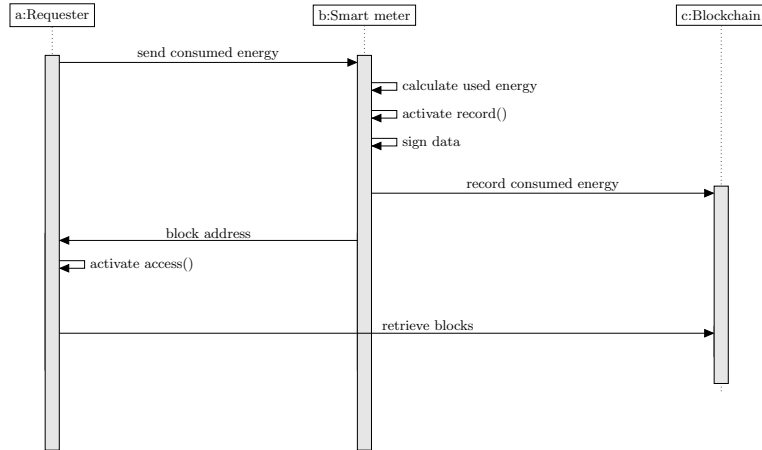 a:Requester
b:Smart meter
c:Blockchain
send consumed energy
calculate used energy
activate record()
sign data
record consumed energy
block address
activate access()
retrieve blocks